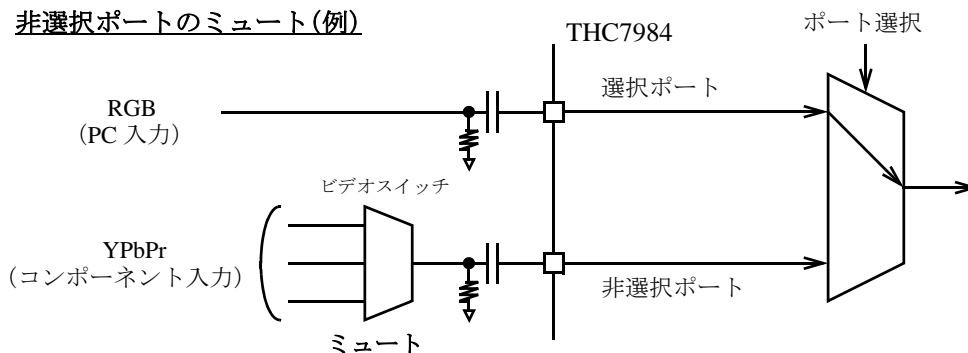 非選択ポートのミュート(例)
THC7984
ポート選択
選択ポート
RGB
（PC 入力）
ビデオスイッチ
YPbPr
（コンポーネント入力）
非選択ポート
ミュート